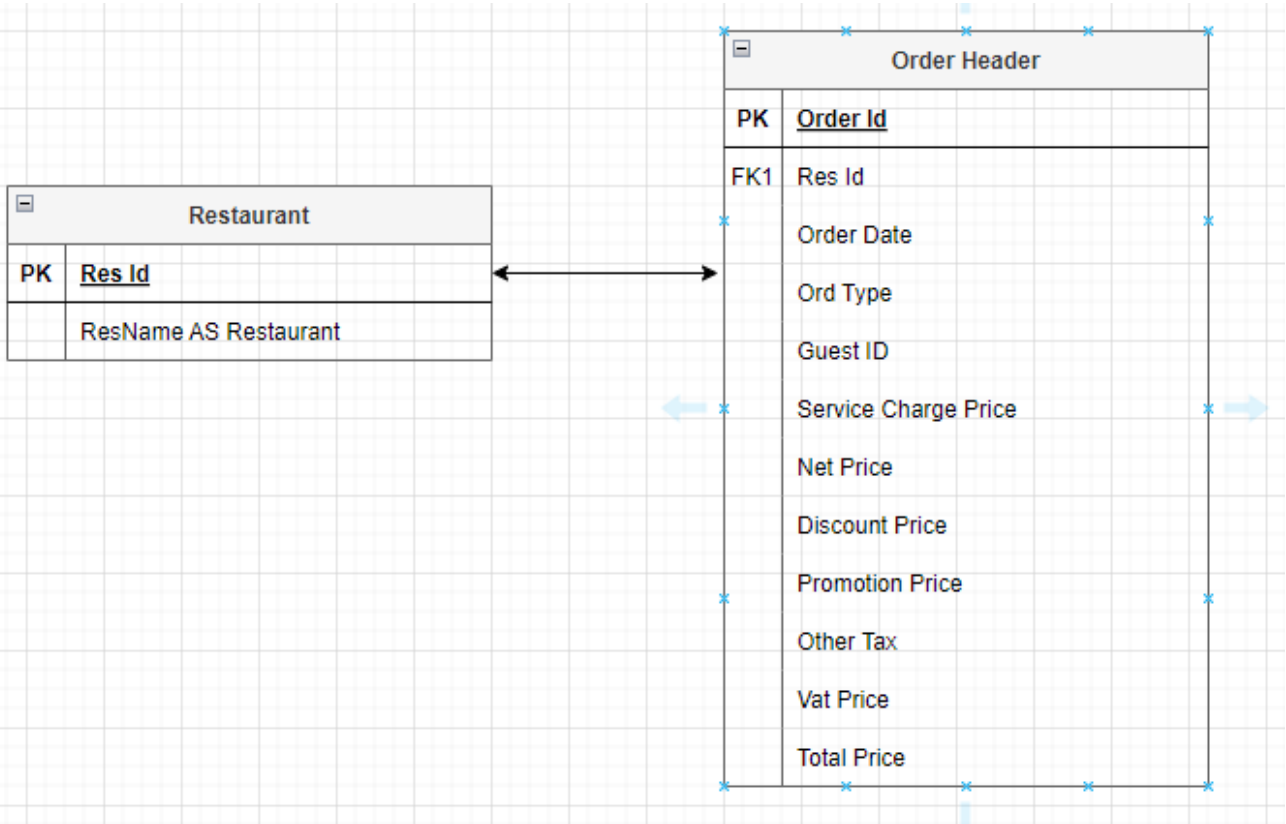 Restaurant
PK Res Id
ResName AS Restaurant
Order Header
PK Order Id
FK1 Res Id
Order Date
Ord Type
Guest ID
Service Charge Price
Net Price
Discount Price
Promotion Price
Other Tax
Vat Price
Total Price